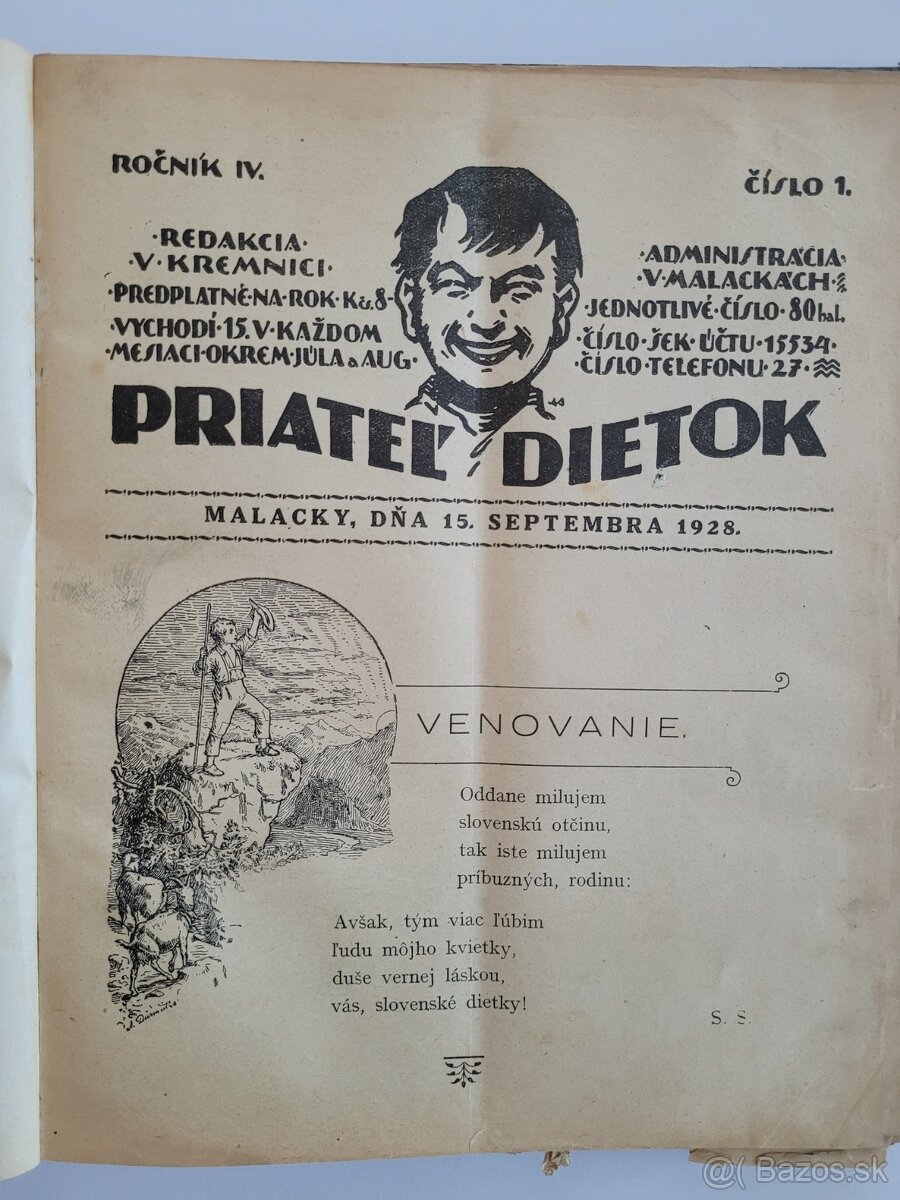 ROČNÍK IV.
ČÍSLO 1.
·REDAKCIA·
V·KREMNICI·
·PREDPLATNÉ·NA·ROK·Kč.8·
·VYCHODÍ·15.V·KAŽDOM
·MESIACI·OKREM·JÚLA a AUG·
·ADMINISTRÁCIA·
·V·MALACKÁCH·
·JEDNOTLIVÉ·ČÍSLO·80hal.
·ČÍSLO·ŠEK·ÚČTU·15534·
·ČÍSLO·TELEFONU·27·
PRIATEĽ DIETOK
MALACKY, DŇA 15. SEPTEMBRA 1928.
VENOVANIE.
Oddane milujem
slovenskú otčinu,
tak iste milujem
príbuzných, rodinu:
Avšak, tým viac ľúbim
ľudu môjho kvietky,
duše vernej láskou,
vás, slovenské dietky!
S. S.
@( Bazos.sk